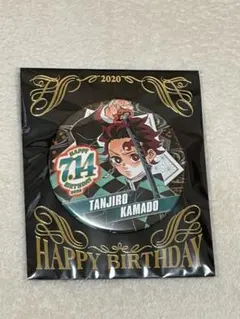 2020
HAPPY
7.14
BIRTHDAY
TANJIRO
KAMADO
HAPPY BIRTHDAY